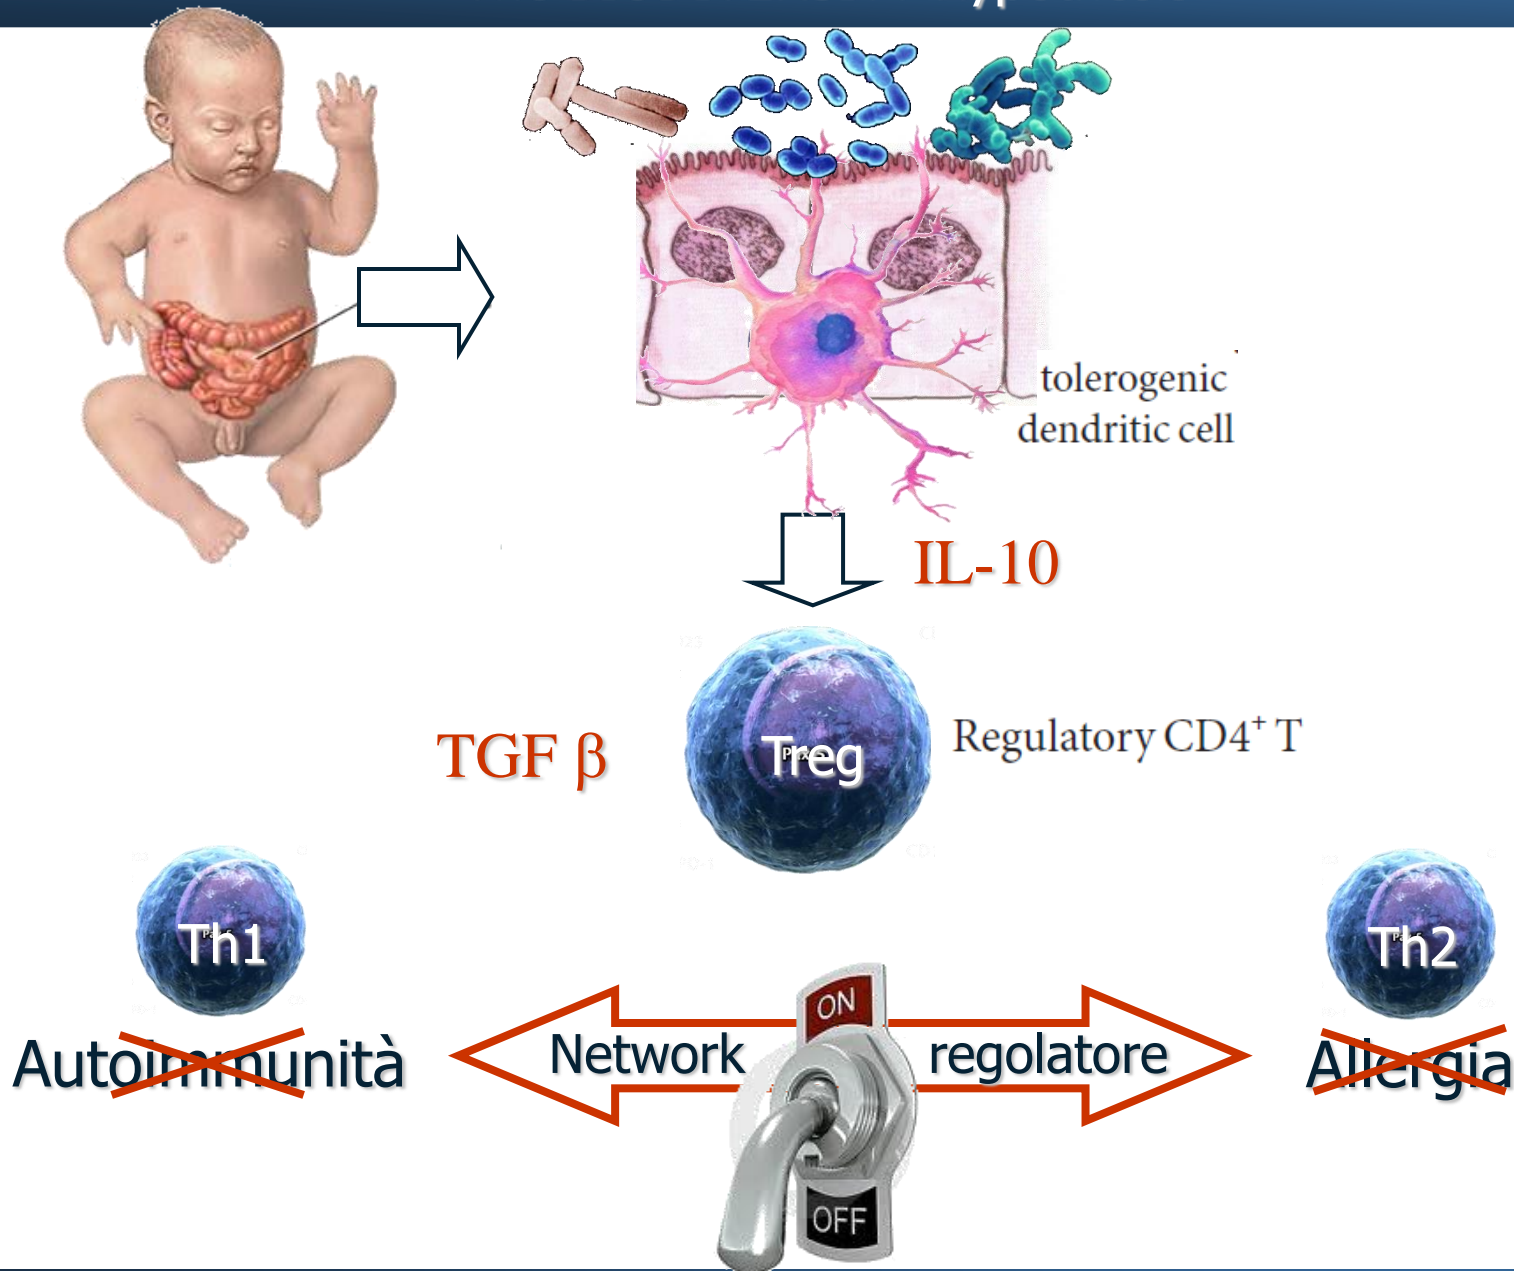 tolerogenic
dendritic cell
IL-10
TGF β
Treg
Regulatory CD4⁺ T
Th1
Th2
Autoimmunità
ON
Network
regolatore
Allergia
OFF